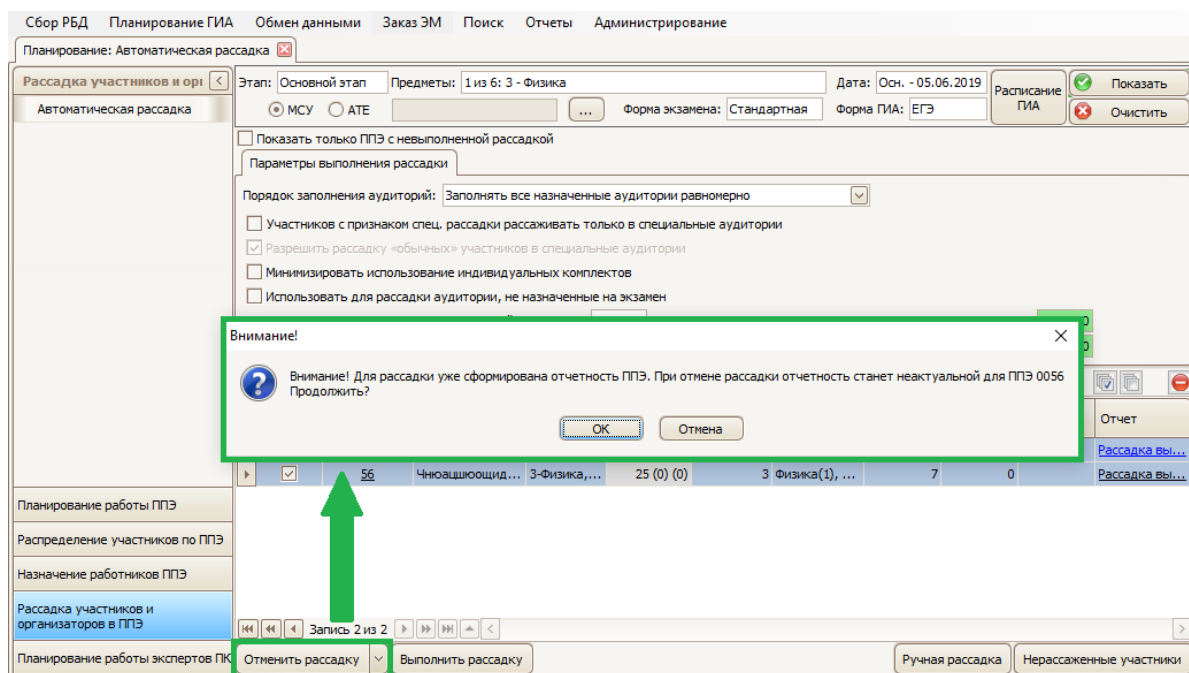 Сбор РБД Планирование ГИА Обмен данными Заказ ЭМ Поиск Отчеты Администрирование
Планирование: Автоматическая рассадка
Рассадка участников и орг
Автоматическая рассадка
Этап: Основной этап Предметы: 1 из 6: 3 - Физика Дата: Осн. - 05.06.2019
МСУ АТЕ ... Форма экзамена: Стандартная Форма ГИА: ЕГЭ
Расписание ГИА
Показать
Очистить
Показать только ППЭ с невыполненной рассадкой
Параметры выполнения рассадки
Порядок заполнения аудиторий: Заполнять все назначенные аудитории равномерно
Участников с признаком спец. рассадки рассаживать только в специальные аудитории
Разрешить рассадку «обычных» участников в специальные аудитории
Минимизировать использование индивидуальных комплектов
Использовать для рассадки аудитории, не назначенные на экзамен
Внимание!
Внимание! Для рассадки уже сформирована отчетность ППЭ. При отмене рассадки отчетность станет неактуальной для ППЭ 0056
Продолжить?
ОК Отмена
0
0
Отчет
Рассадка вы...
56 Чнюацшюощид... 3-Физика,... 25 (0) (0) 3 Физика(1), ... 7 0 Рассадка вы...
Планирование работы ППЭ
Распределение участников по ППЭ
Назначение работников ППЭ
Рассадка участников и
организаторов в ППЭ
Планирование работы экспертов ПК
Запись 2 из 2
Отменить рассадку Выполнить рассадку Ручная рассадка Нерассаженные участники